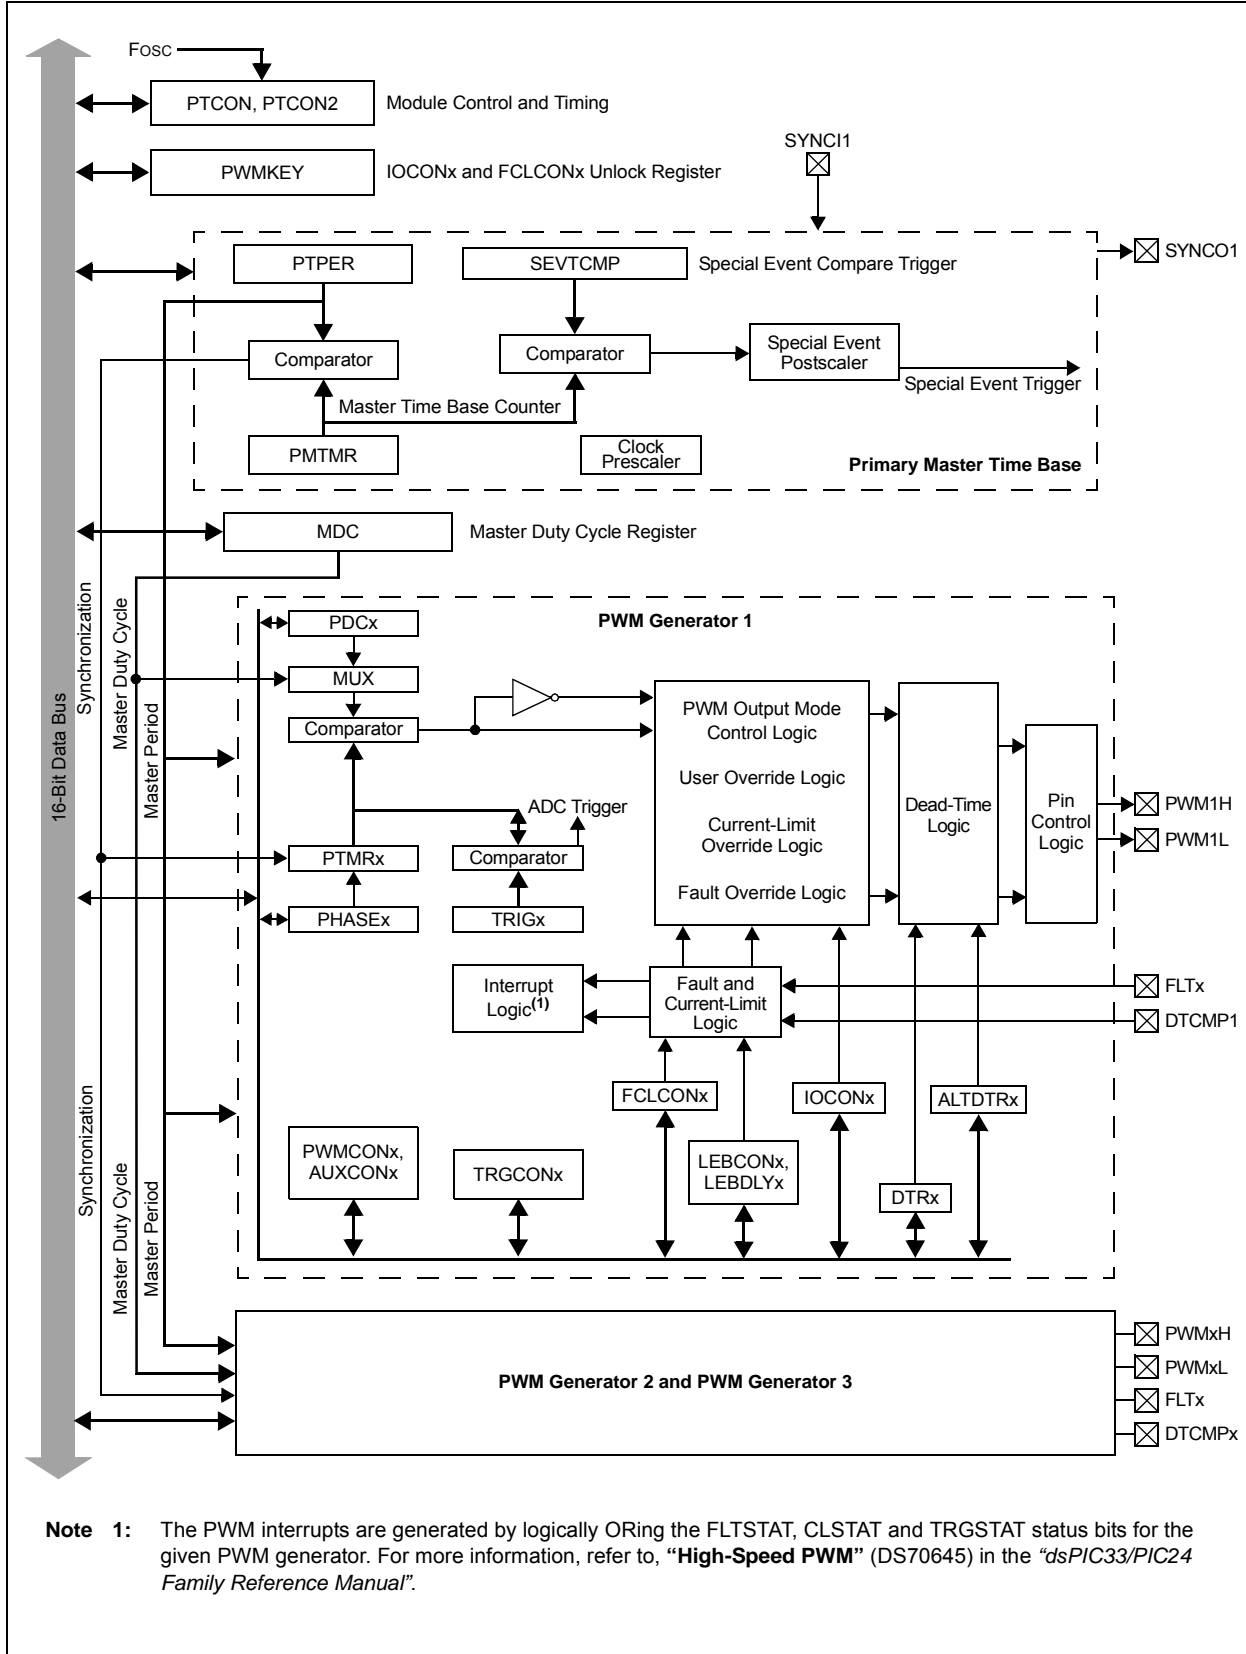 FOSC
PTCON, PTCON2
Module Control and Timing
SYNCI1
PWMKEY
IOCONx and FCLCONx Unlock Register
PTPER
SEVTCMP
Special Event Compare Trigger
SYNCO1
Comparator
Comparator
Special Event
Postscaler
Special Event Trigger
Master Time Base Counter
PMTMR
Clock
Prescaler
Primary Master Time Base
MDC
Master Duty Cycle Register
16-Bit Data Bus
Synchronization
Master Duty Cycle
Master Period
PWM Generator 1
PDCx
MUX
Comparator
PWM Output Mode
Control Logic
User Override Logic
Current-Limit
Override Logic
Fault Override Logic
Dead-Time
Logic
Pin
Control
Logic
PWM1H
PWM1L
ADC Trigger
PTMRx
Comparator
PHASEx
TRIGx
Interrupt
Logic(1)
Fault and
Current-Limit
Logic
FLTx
DTCMP1
FCLCONx
IOCONx
ALTDTRx
PWMCONx,
AUXCONx
TRGCONx
LEBCONx,
LEBDLYx
DTRx
Synchronization
Master Duty Cycle
Master Period
PWM Generator 2 and PWM Generator 3
PWMxH
PWMxL
FLTx
DTCMPx
Note 1: The PWM interrupts are generated by logically ORing the FLTSTAT, CLSTAT and TRGSTAT status bits for the
given PWM generator. For more information, refer to, “High-Speed PWM” (DS70645) in the “dsPIC33/PIC24
Family Reference Manual”.